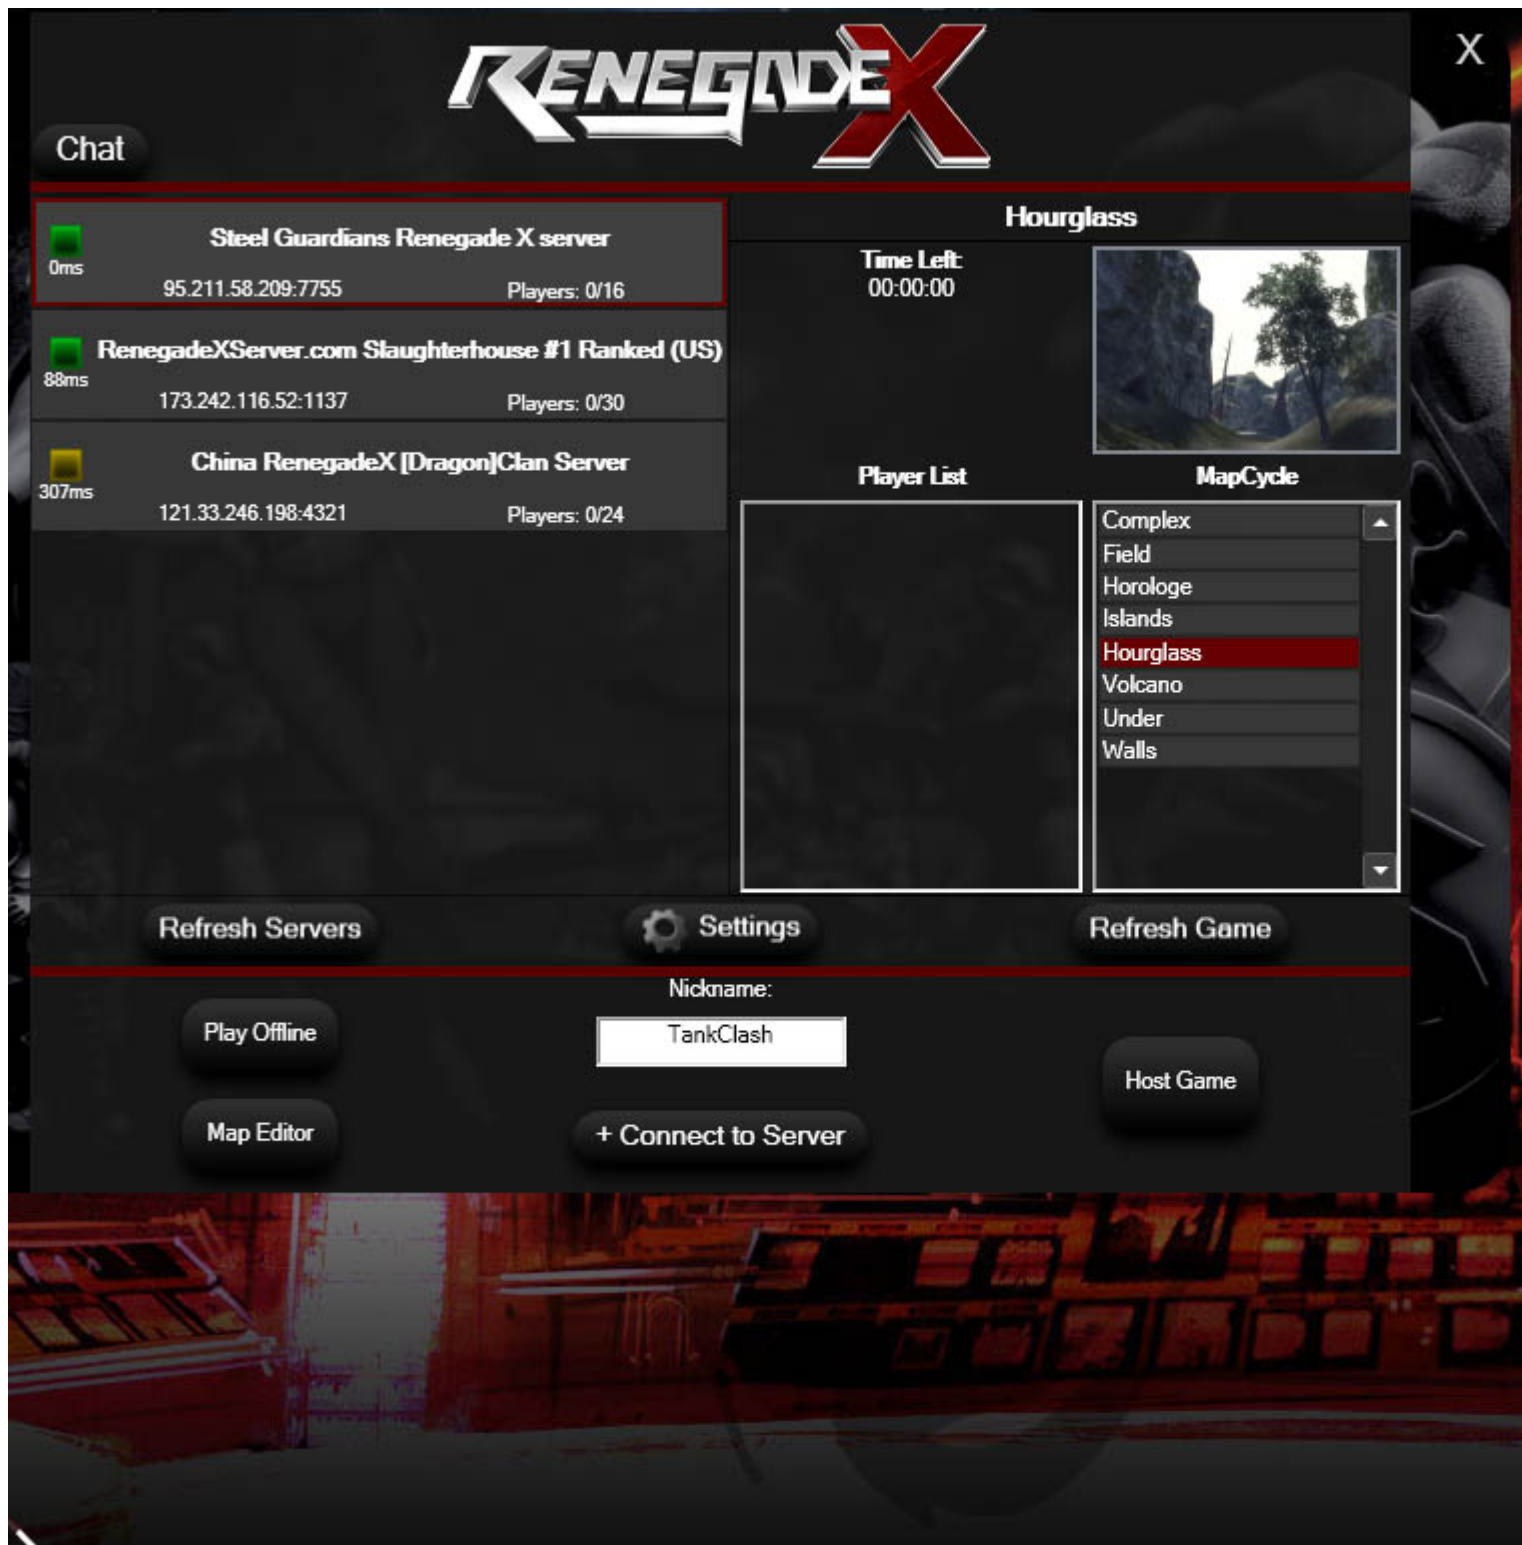 RENEGADE X
X
Chat
Steel Guardians Renegade X server
0ms
95.211.58.209:7755 Players: 0/16
RenegadeXServer.com Slaughterhouse #1 Ranked (US)
88ms
173.242.116.52:1137 Players: 0/30
China RenegadeX [Dragon]Clan Server
307ms
121.33.246.198:4321 Players: 0/24
Hourglass
Time Left:
00:00:00
Player List
MapCycle
Complex
Field
Horologe
Islands
Hourglass
Volcano
Under
Walls
Refresh Servers
Settings
Refresh Game
Nickname:
Play Offline
TankClash
Host Game
Map Editor
+ Connect to Server